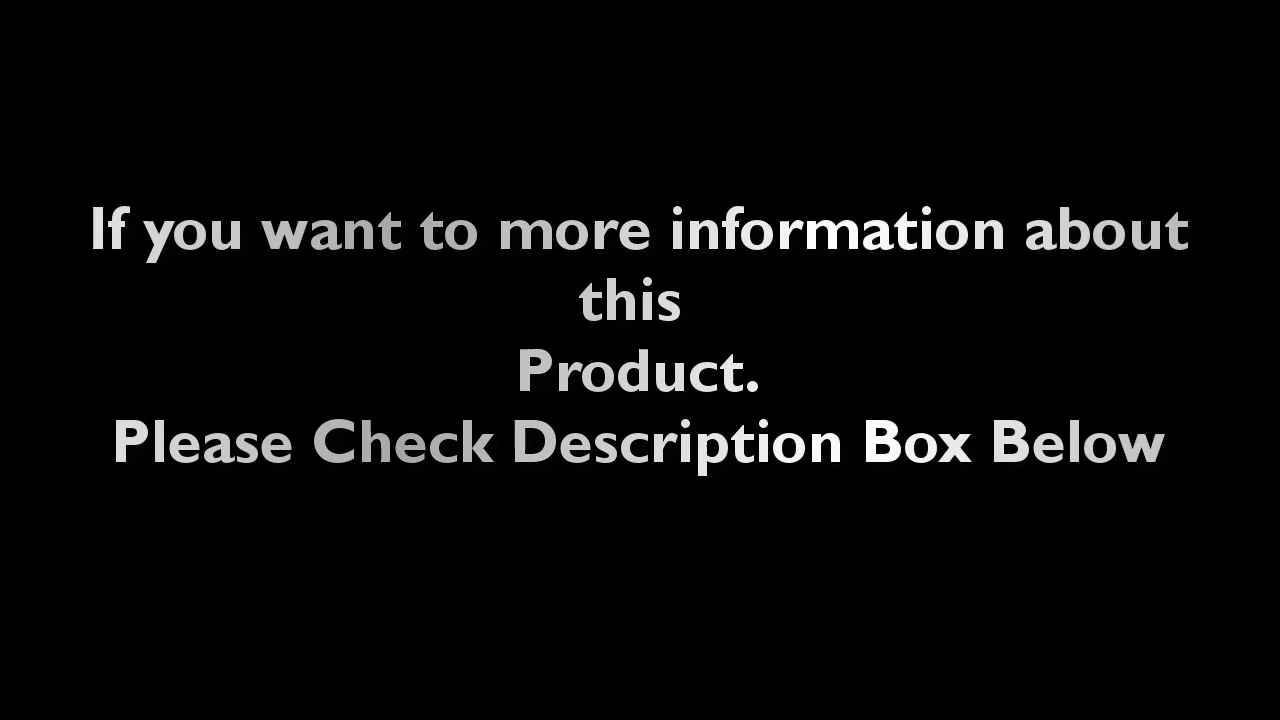 If you want to more information about
this
Product.
Please Check Description Box Below